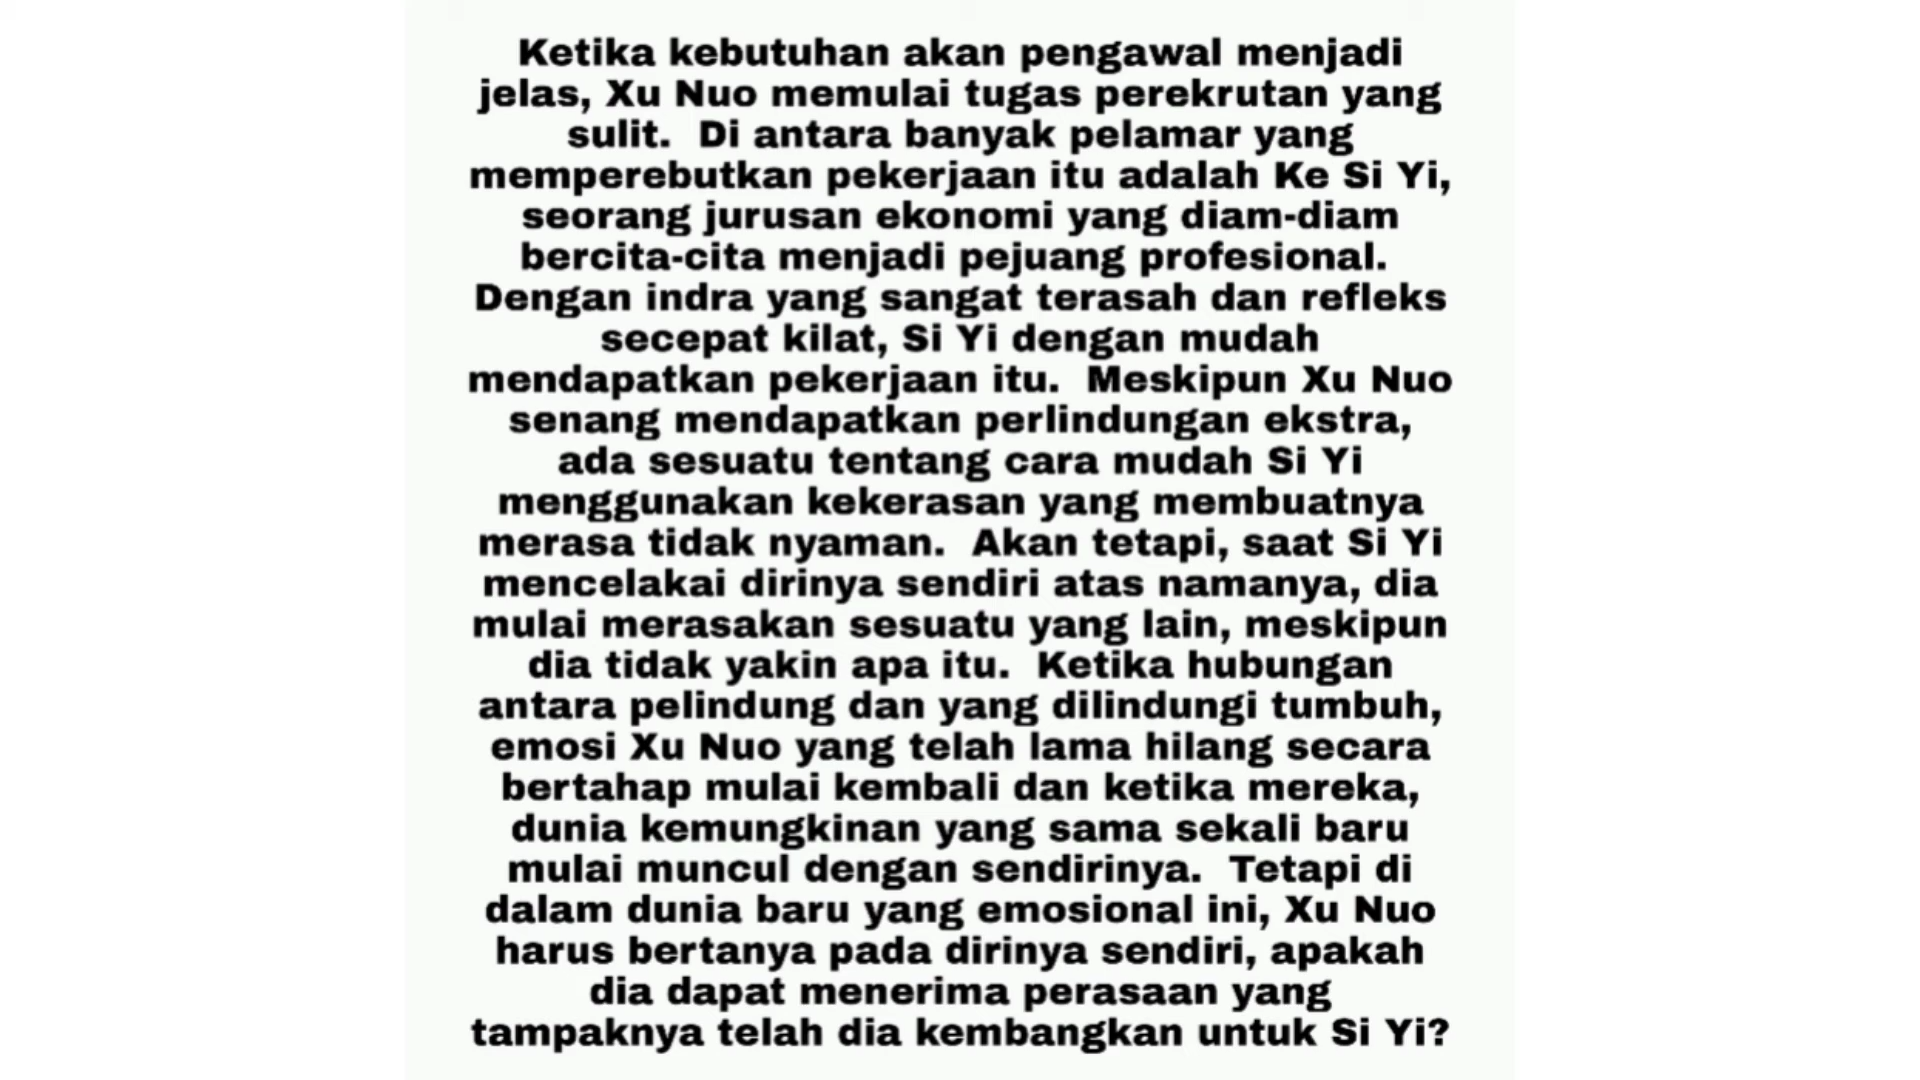 Ketika kebutuhan akan pengawal menjadi
jelas, Xu Nuo memulai tugas perekrutan yang
sulit.  Di antara banyak pelamar yang
memperebutkan pekerjaan itu adalah Ke Si Yi,
seorang jurusan ekonomi yang diam-diam
bercita-cita menjadi pejuang profesional.
Dengan indra yang sangat terasah dan refleks
secepat kilat, Si Yi dengan mudah
mendapatkan pekerjaan itu.  Meskipun Xu Nuo
senang mendapatkan perlindungan ekstra,
ada sesuatu tentang cara mudah Si Yi
menggunakan kekerasan yang membuatnya
merasa tidak nyaman.  Akan tetapi, saat Si Yi
mencelakai dirinya sendiri atas namanya, dia
mulai merasakan sesuatu yang lain, meskipun
dia tidak yakin apa itu.  Ketika hubungan
antara pelindung dan yang dilindungi tumbuh,
emosi Xu Nuo yang telah lama hilang secara
bertahap mulai kembali dan ketika mereka,
dunia kemungkinan yang sama sekali baru
mulai muncul dengan sendirinya.  Tetapi di
dalam dunia baru yang emosional ini, Xu Nuo
harus bertanya pada dirinya sendiri, apakah
dia dapat menerima perasaan yang
tampaknya telah dia kembangkan untuk Si Yi?